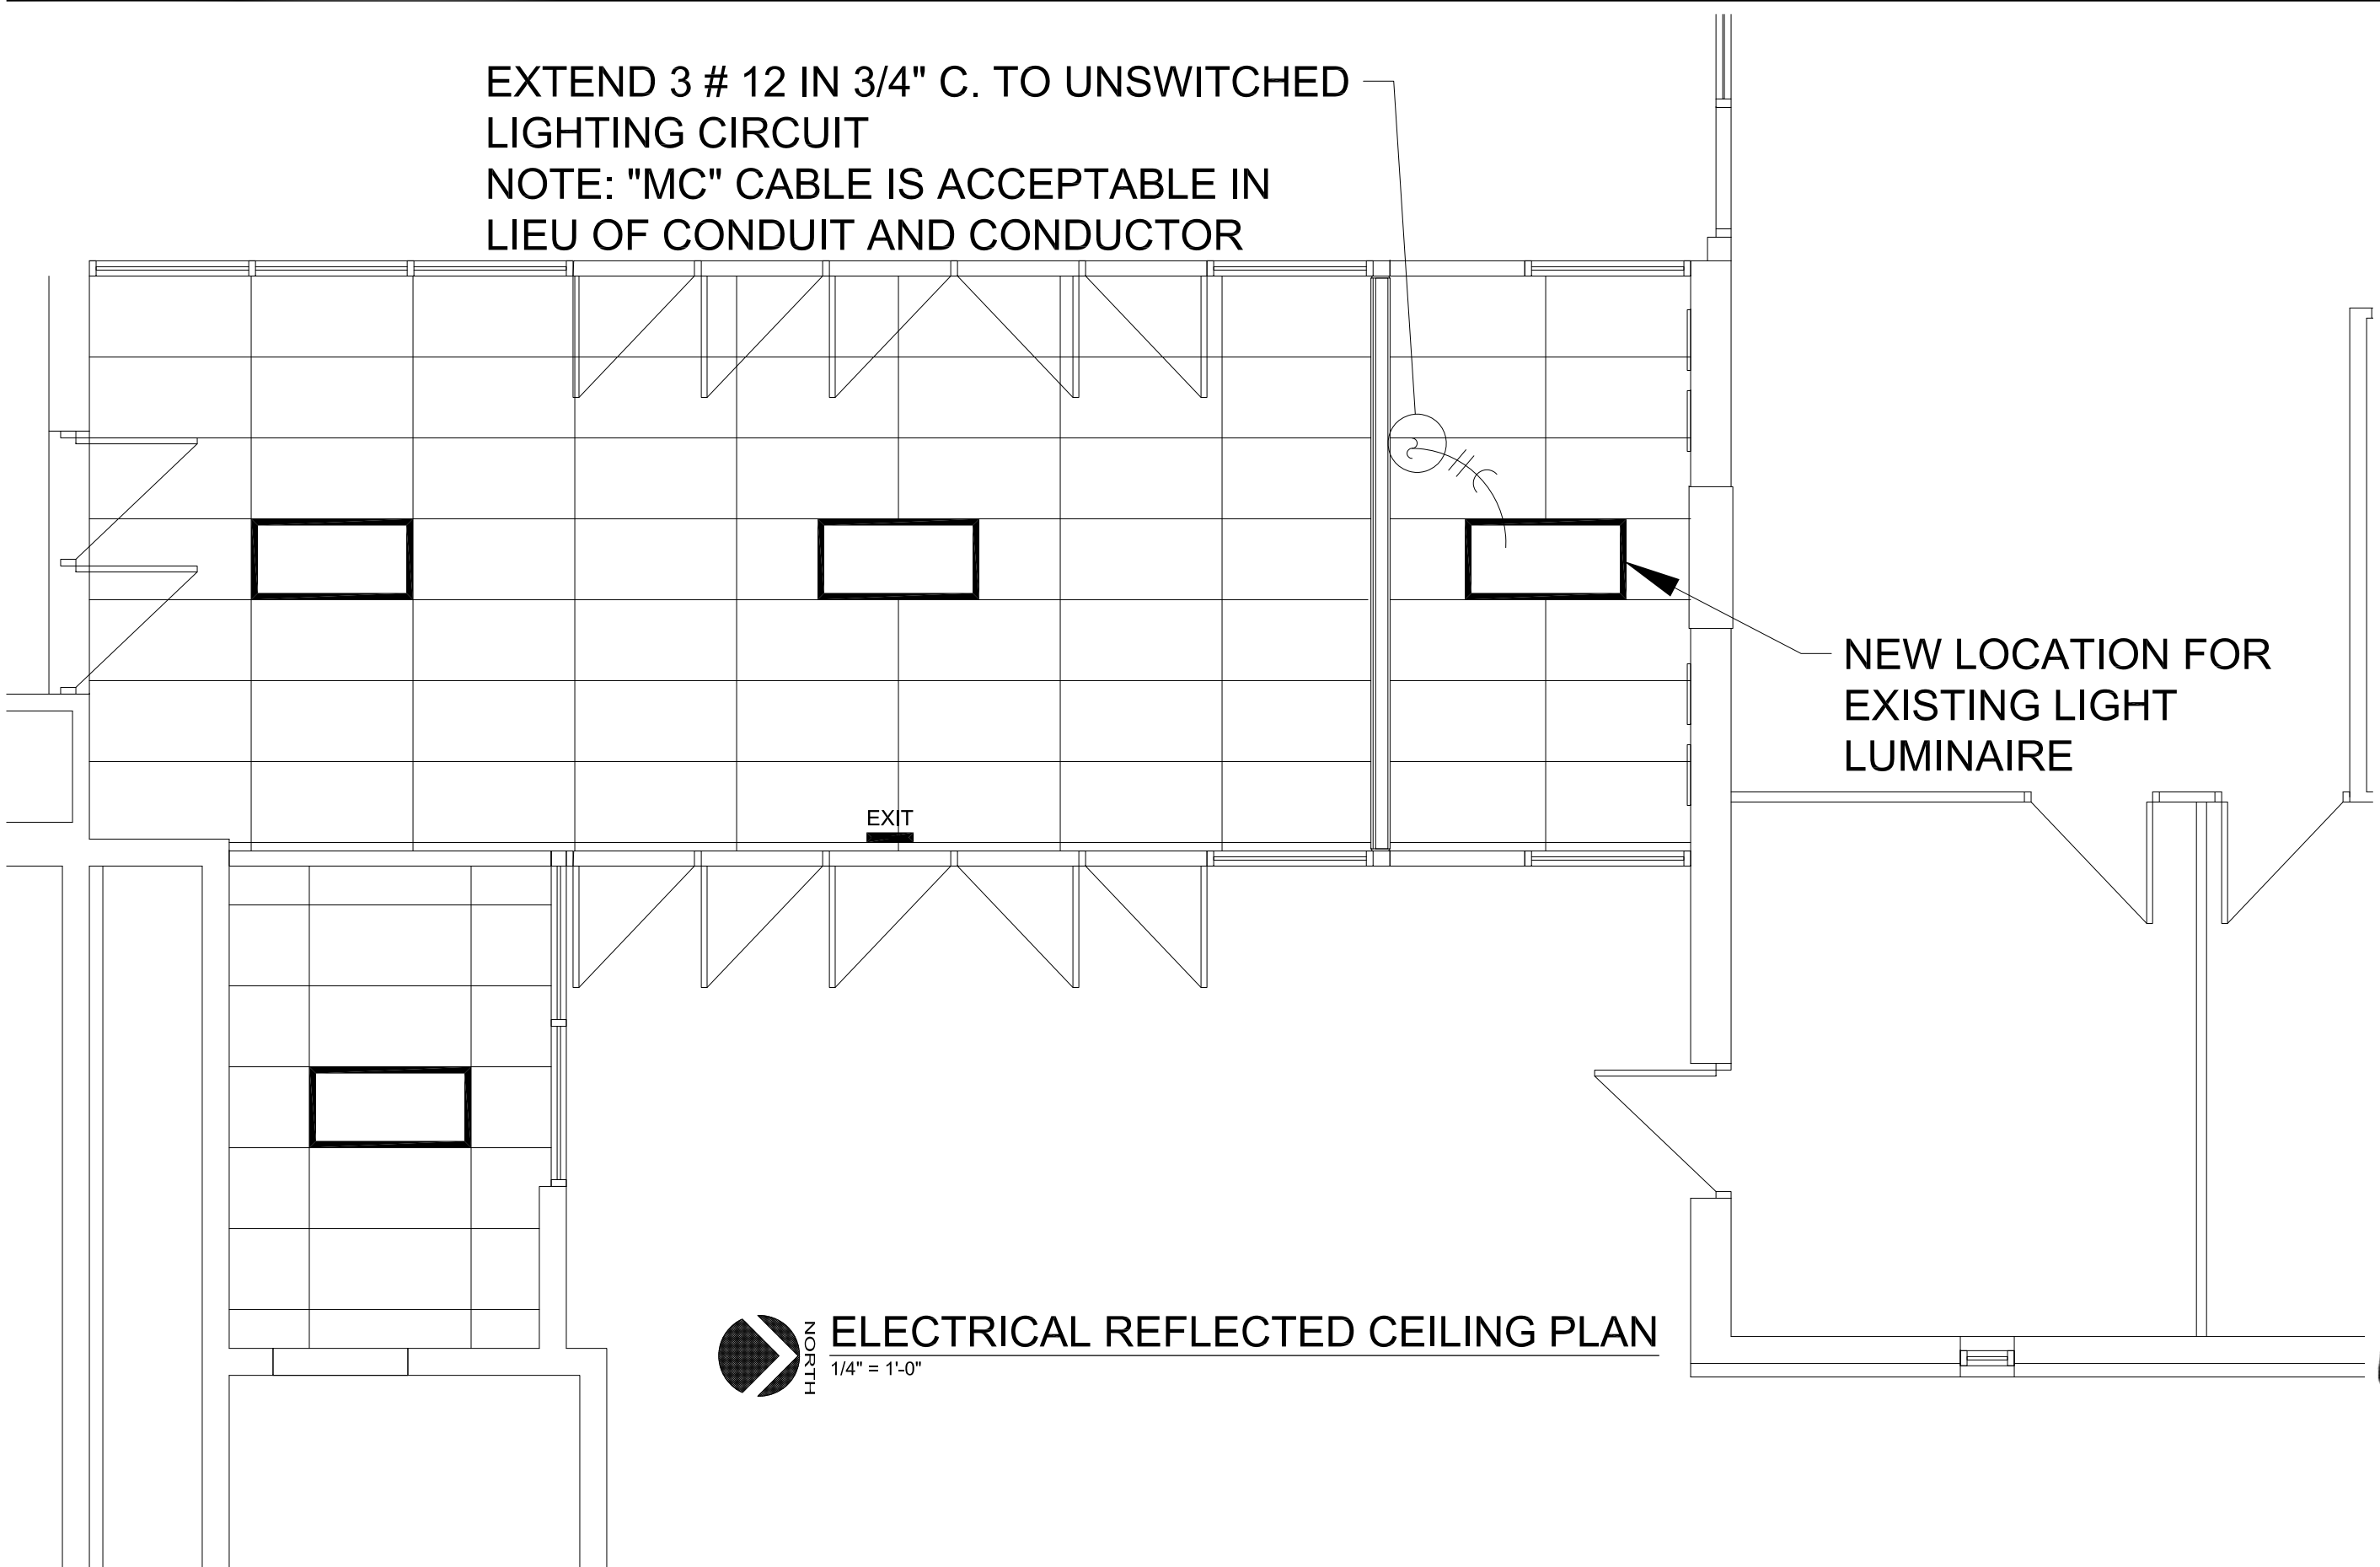 EXTEND 3 # 12 IN 3/4" C. TO UNSWITCHED
LIGHTING CIRCUIT
NOTE: "MC" CABLE IS ACCEPTABLE IN
LIEU OF CONDUIT AND CONDUCTOR
NEW LOCATION FOR
EXISTING LIGHT
LUMINAIRE
EXIT
NORTH
ELECTRICAL REFLECTED CEILING PLAN
1/4" = 1'-0"